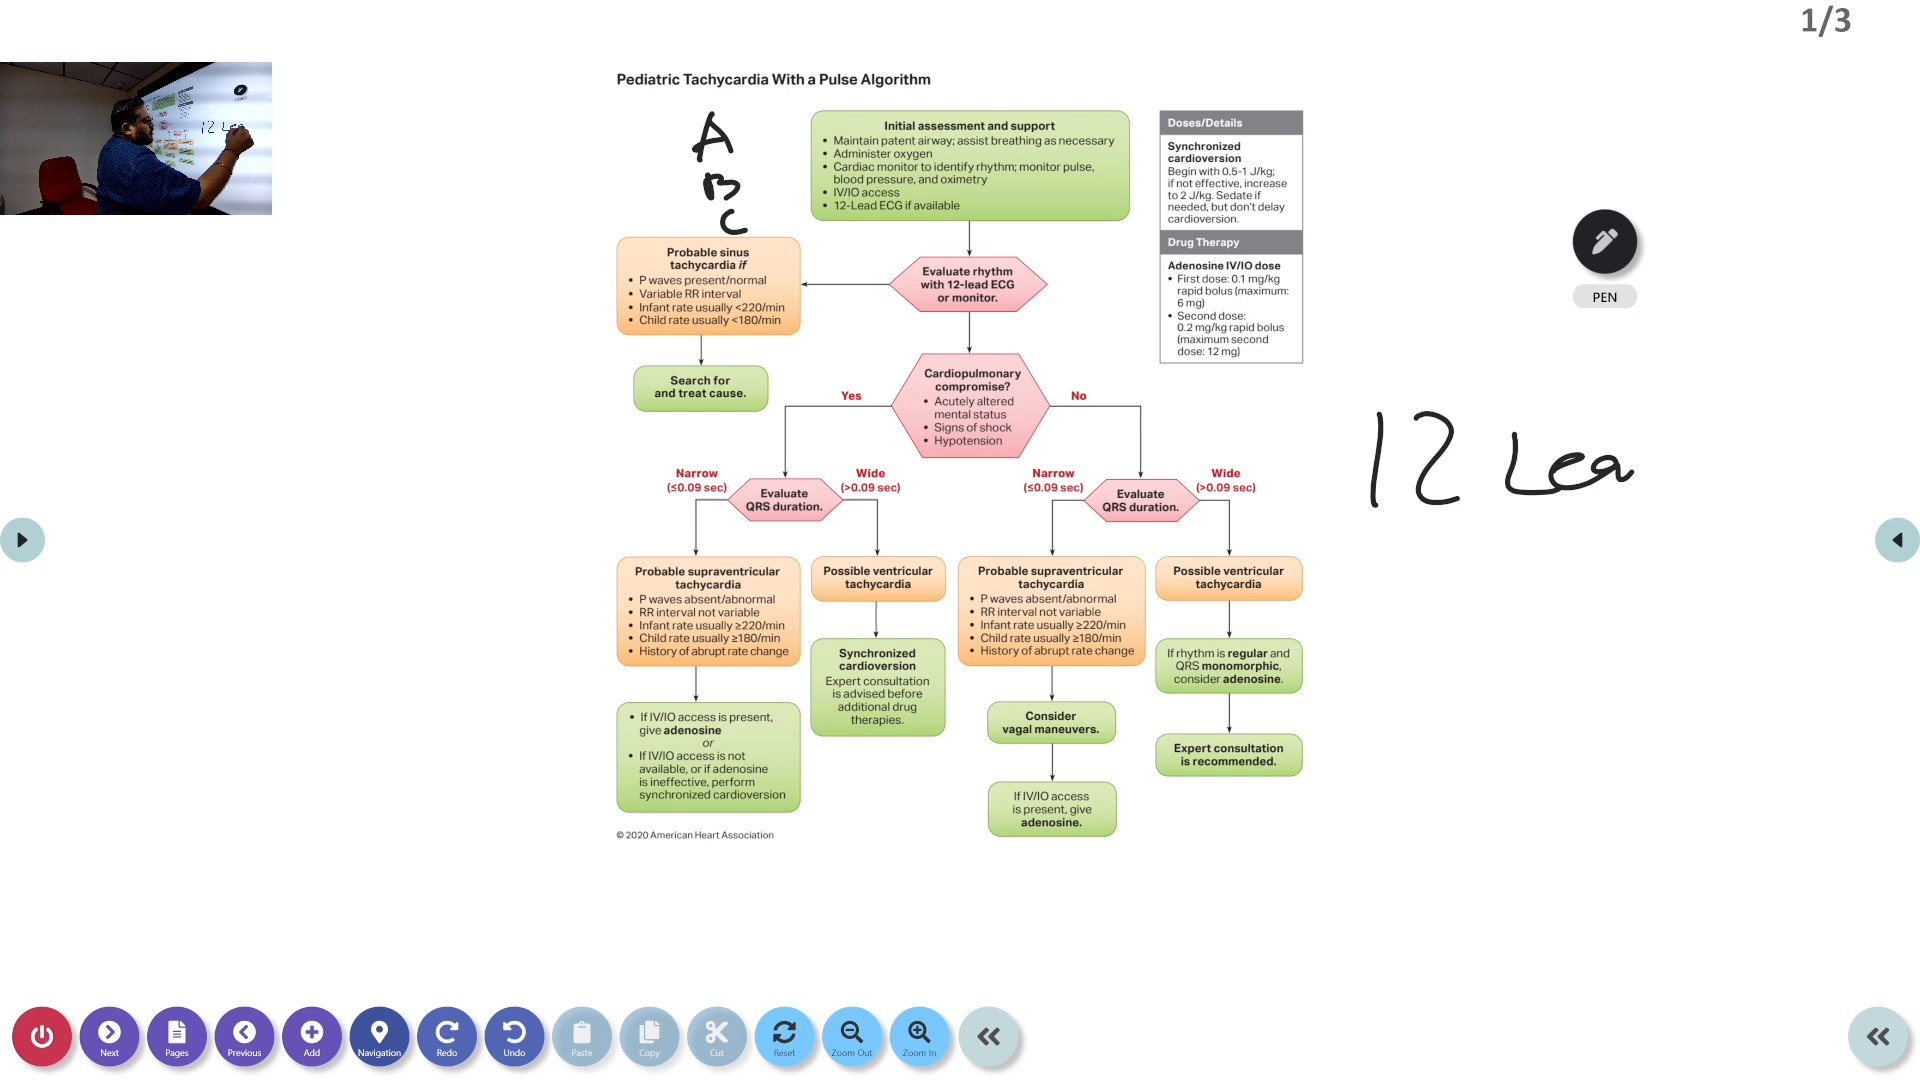 1/3
Pediatric Tachycardia With a Pulse Algorithm
A
B
C
Initial assessment and support
• Maintain patent airway; assist breathing as necessary
• Administer oxygen
• Cardiac monitor to identify rhythm; monitor pulse,
blood pressure, and oximetry
• IV/IO access
• 12-Lead ECG if available
Doses/Details
Synchronized
cardioversion
Begin with 0.5-1 J/kg;
if not effective, increase
to 2 J/kg. Sedate if
needed, but don't delay
cardioversion.
Drug Therapy
Adenosine IV/IO dose
• First dose: 0.1 mg/kg
rapid bolus (maximum:
6 mg)
• Second dose:
0.2 mg/kg rapid bolus
(maximum second
dose: 12 mg)
PEN
Probable sinus
tachycardia if
• P waves present/normal
• Variable RR interval
• Infant rate usually <220/min
• Child rate usually <180/min
Evaluate rhythm
with 12-lead ECG
or monitor.
Search for
and treat cause.
Cardiopulmonary
compromise?
• Acutely altered
mental status
• Signs of shock
• Hypotension
Yes
No
12 Lea
Narrow
(≤0.09 sec)
Evaluate
QRS duration.
Wide
(>0.09 sec)
Narrow
(≤0.09 sec)
Evaluate
QRS duration.
Wide
(>0.09 sec)
Probable supraventricular
tachycardia
• P waves absent/abnormal
• RR interval not variable
• Infant rate usually ≥220/min
• Child rate usually ≥180/min
• History of abrupt rate change
Possible ventricular
tachycardia
Probable supraventricular
tachycardia
• P waves absent/abnormal
• RR interval not variable
• Infant rate usually ≥220/min
• Child rate usually ≥180/min
• History of abrupt rate change
Possible ventricular
tachycardia
Synchronized
cardioversion
Expert consultation
is advised before
additional drug
therapies.
If rhythm is regular and
QRS monomorphic,
consider adenosine.
• If IV/IO access is present,
give adenosine
or
• If IV/IO access is not
available, or if adenosine
is ineffective, perform
synchronized cardioversion
Consider
vagal maneuvers.
Expert consultation
is recommended.
If IV/IO access
is present, give
adenosine.
© 2020 American Heart Association
Next
Pages
Previous
Add
Navigation
Redo
Undo
Paste
Copy
Cut
Reset
Zoom Out
Zoom In